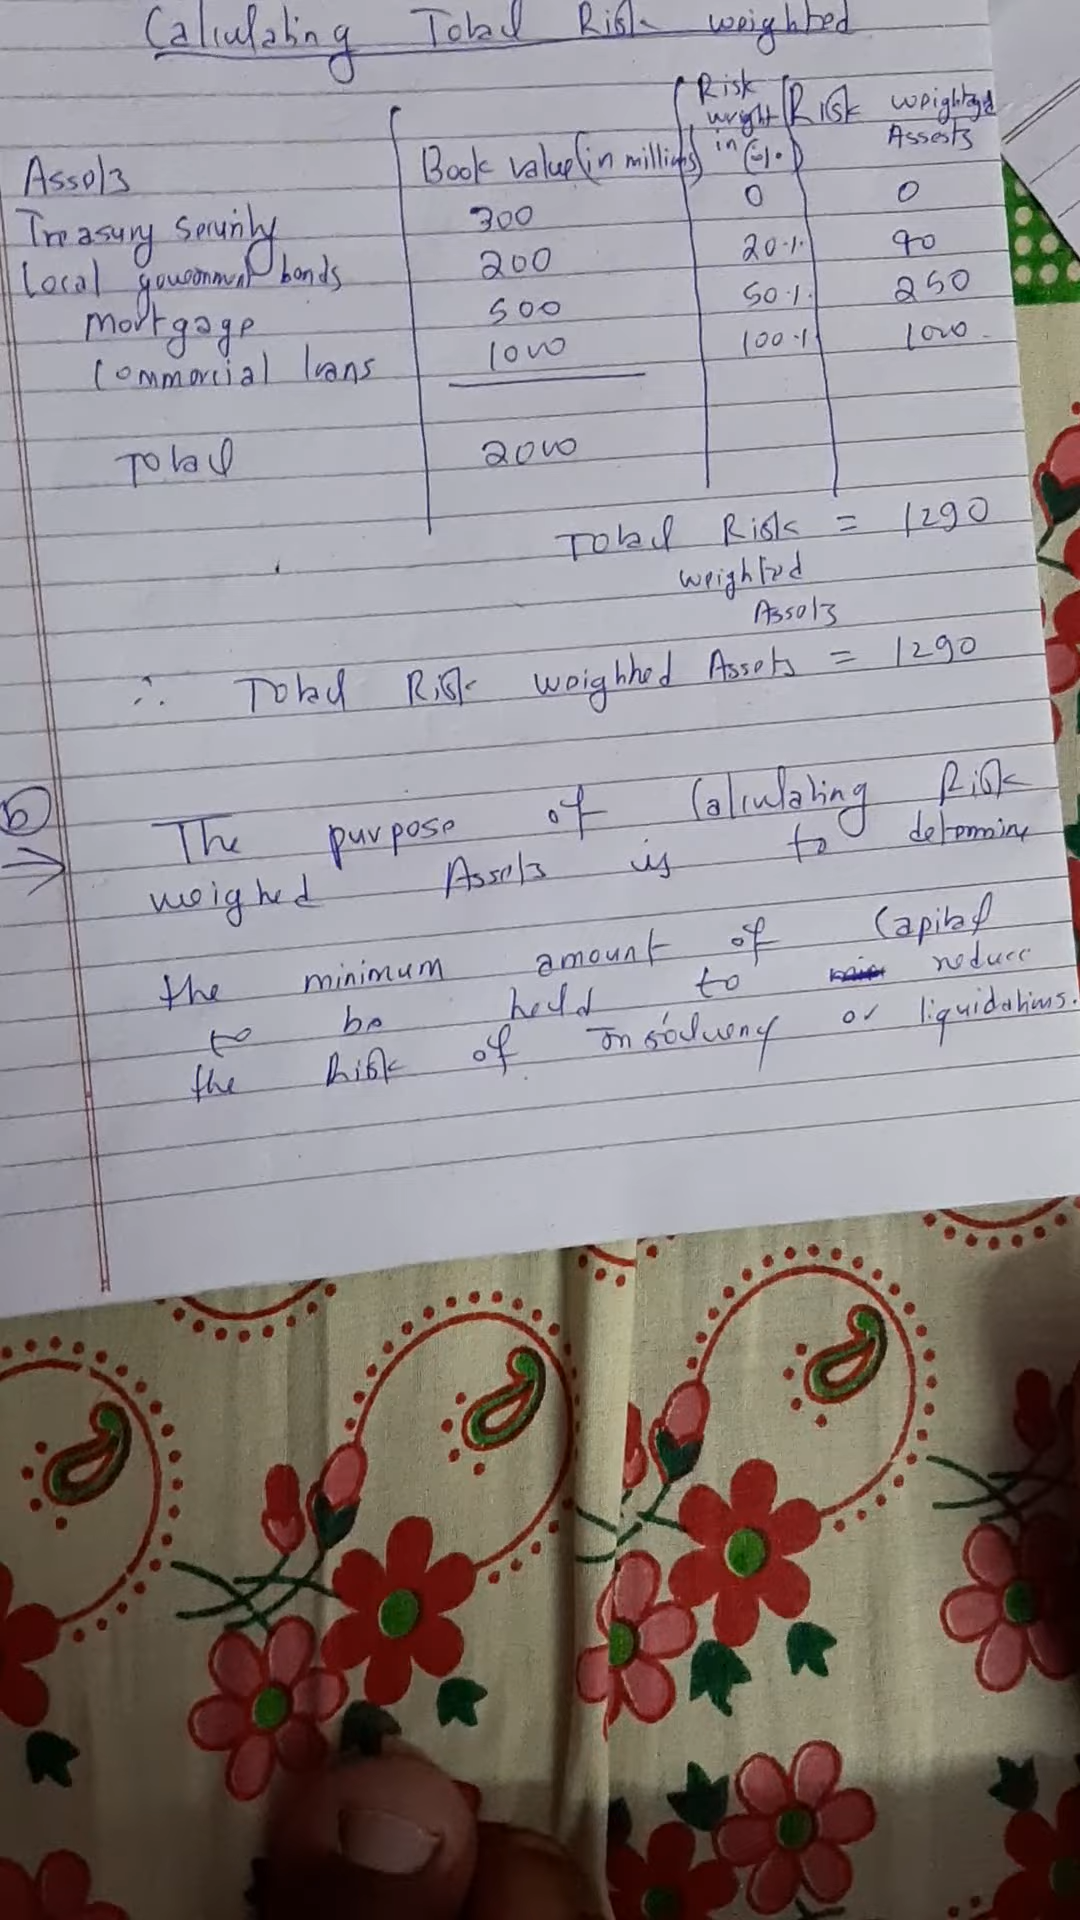 Calculating Total Risk weighted
Assets | Book value (in millions) | Risk weight in (%) | Risk weighted Assests
Treasury Security 300 0 0
Local government bonds 200 20% 40
Mortgage 500 50% 250
Commercial loans 1000 100% 1000
Total 2000
Total Risk = 1290
weighted
Assets
∴ Total Risk weighted Assets = 1290
b
⇒ The purpose of Calculating Risk
weighed Assets is to determine
the minimum amount of Capital
to be held to reduce
the Risk of Insolvency or liquidations.